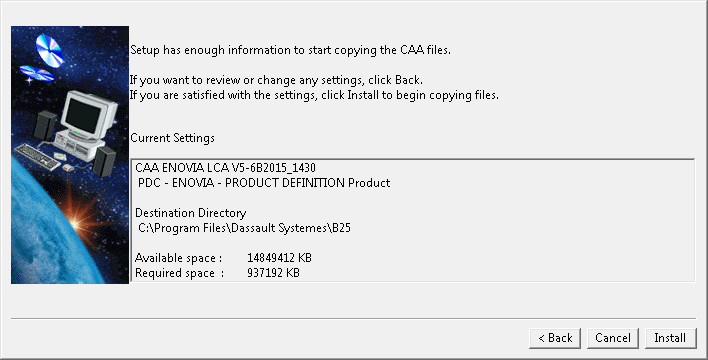 Setup has enough information to start copying the CAA files.
If you want to review or change any settings, click Back.
If you are satisfied with the settings, click Install to begin copying files.
Current Settings
CAA ENOVIA LCA V5-6B2015_1430
PDC - ENOVIA - PRODUCT DEFINITION Product
Destination Directory
C:\Program Files\Dassault Systemes\B25
Available space : 14849412 KB
Required space : 937192 KB
< Back Cancel Install